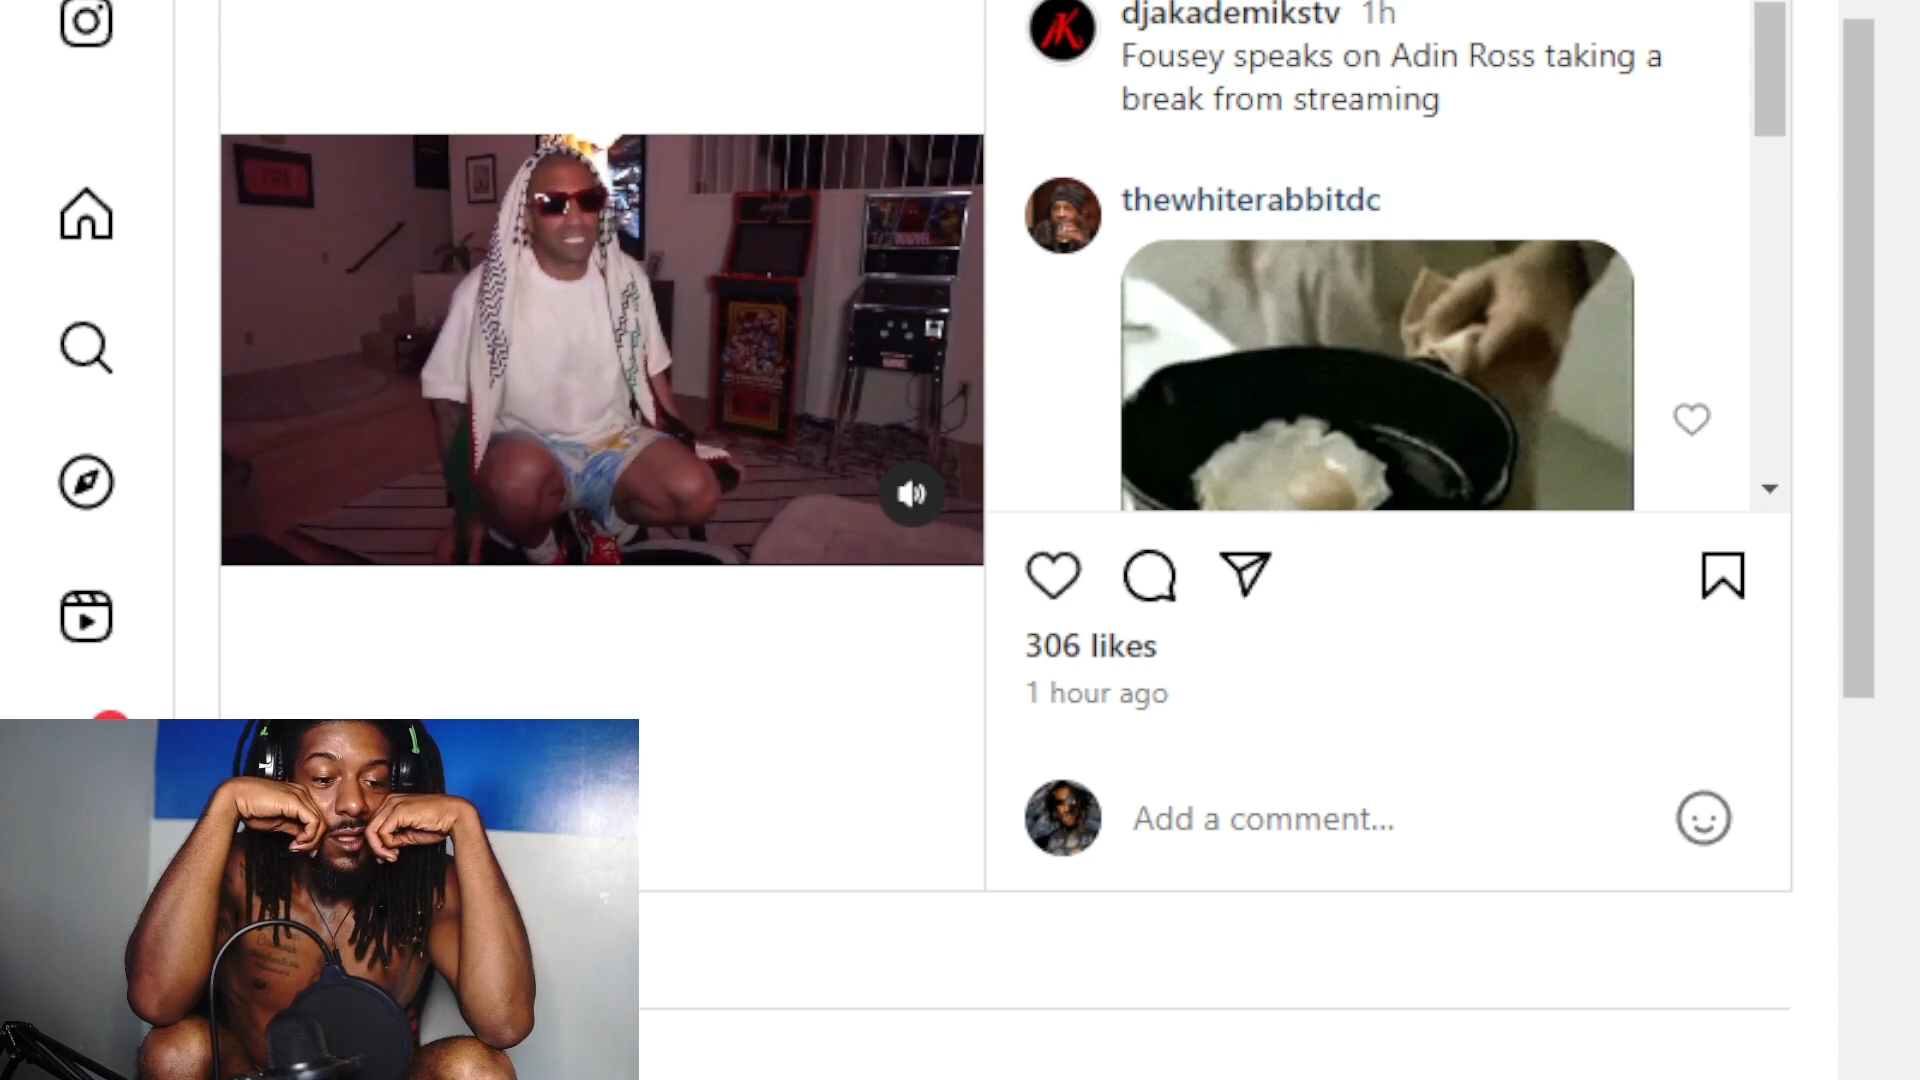 djakademikstv 1h
Fousey speaks on Adin Ross taking a
break from streaming
thewhiterabbitdc
306 likes
1 hour ago
Add a comment...